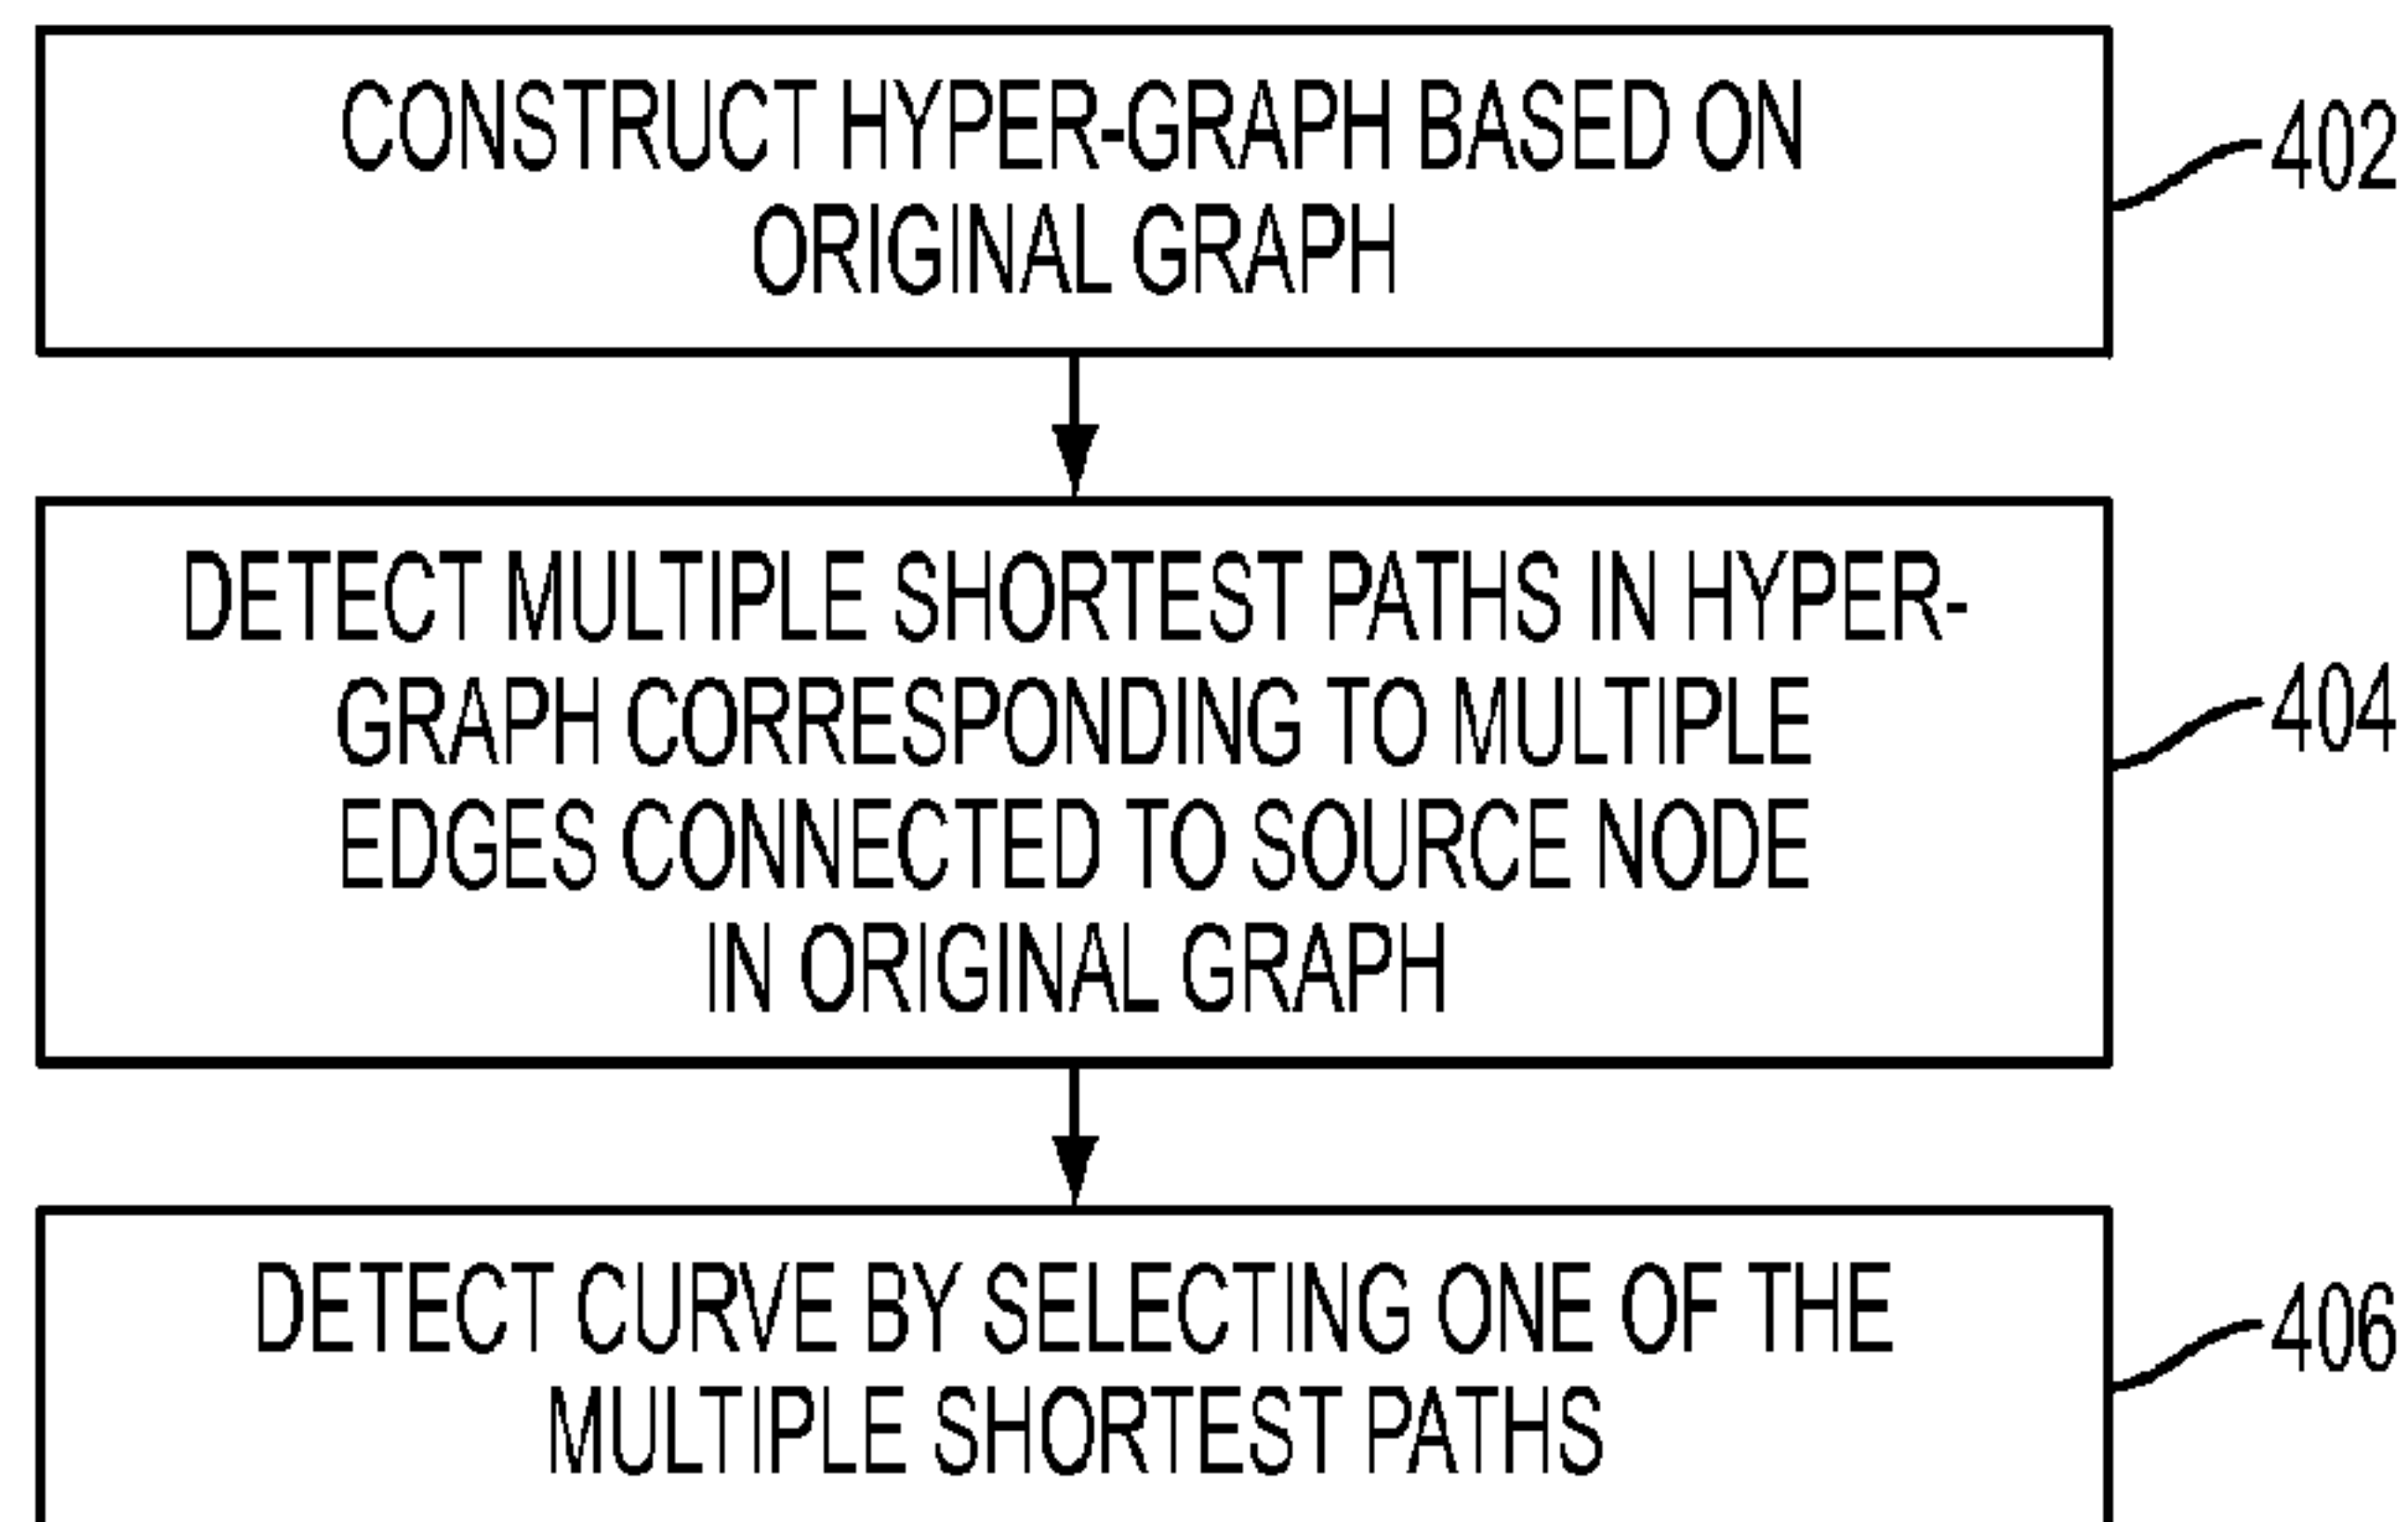 CONSTRUCT HYPER-GRAPH BASED ON
ORIGINAL GRAPH
402
DETECT MULTIPLE SHORTEST PATHS IN HYPER-
GRAPH CORRESPONDING TO MULTIPLE
EDGES CONNECTED TO SOURCE NODE
IN ORIGINAL GRAPH
404
DETECT CURVE BY SELECTING ONE OF THE
MULTIPLE SHORTEST PATHS
406